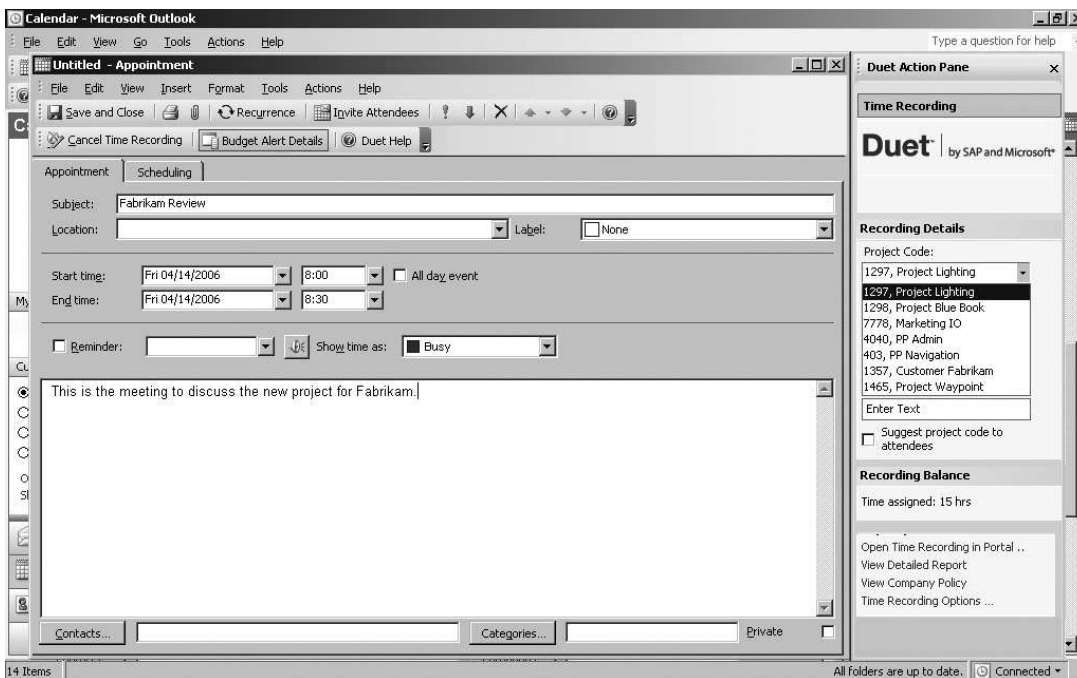 Calendar - Microsoft Outlook
File Edit View Go Tools Actions Help
Type a question for help
Untitled - Appointment
File Edit View Insert Format Tools Actions Help
Save and Close Recurrence Invite Attendees
Cancel Time Recording Budget Alert Details Duet Help
Appointment Scheduling
Subject: Fabrikam Review
Location: Label: None
Start time: Fri 04/14/2006 8:00 All day event
End time: Fri 04/14/2006 8:30
Reminder: Show time as: Busy
This is the meeting to discuss the new project for Fabrikam.
Contacts... Categories... Private
Duet Action Pane
Time Recording
Duet by SAP and Microsoft
Recording Details
Project Code:
1297, Project Lighting
1297, Project Lighting
1298, Project Blue Book
7778, Marketing IO
4040, PP Admin
403, PP Navigation
1357, Customer Fabrikam
1465, Project Waypoint
Enter Text
Suggest project code to
attendees
Recording Balance
Time assigned: 15 hrs
Open Time Recording in Portal ..
View Detailed Report
View Company Policy
Time Recording Options ...
14 Items All folders are up to date. Connected